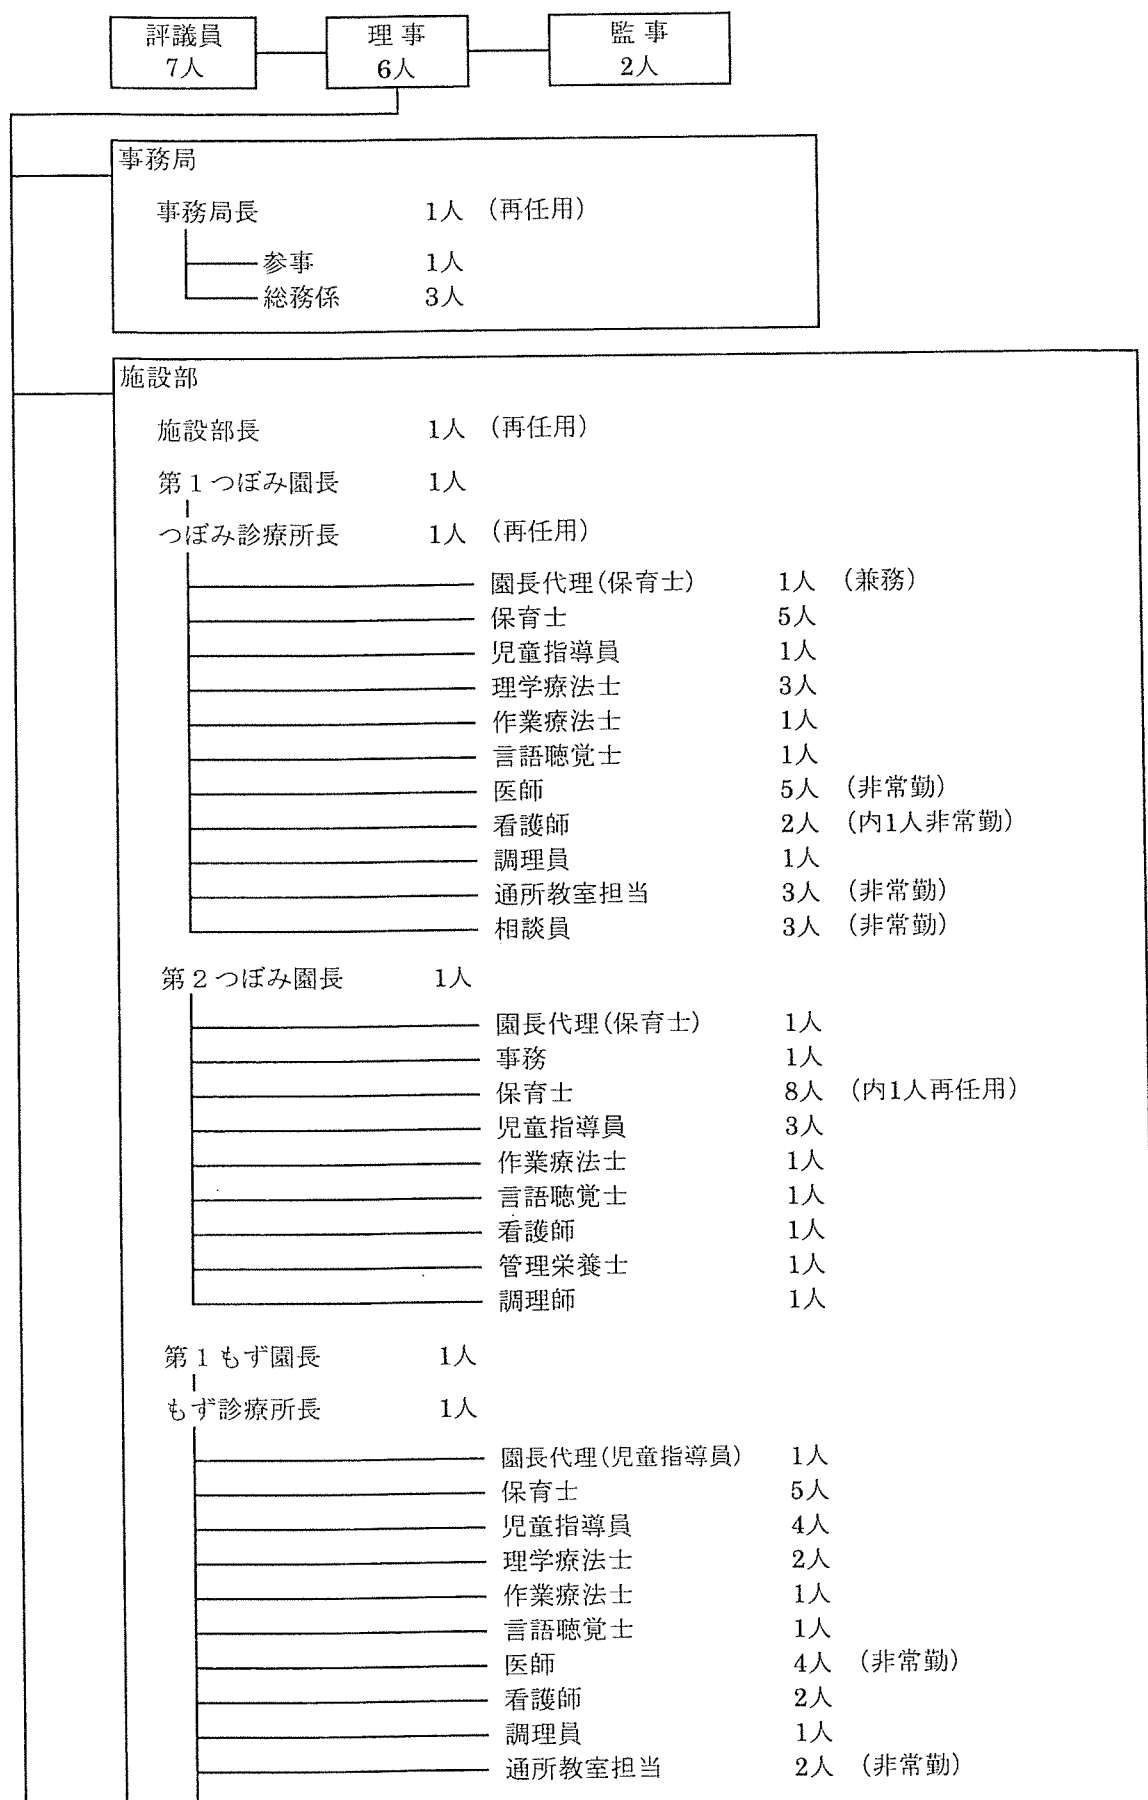 評議員 理事 監事
7人 6人 2人
事務局
事務局長 1人 (再任用)
参事 1人
総務係 3人
施設部
施設部長 1人 (再任用)
第1つぼみ園長 1人
つぼみ診療所長 1人 (再任用)
園長代理(保育士) 1人 (兼務)
保育士 5人
児童指導員 1人
理学療法士 3人
作業療法士 1人
言語聴覚士 1人
医師 5人 (非常勤)
看護師 2人 (内1人非常勤)
調理員 1人
通所教室担当 3人 (非常勤)
相談員 3人 (非常勤)
第2つぼみ園長 1人
園長代理(保育士) 1人
事務 1人
保育士 8人 (内1人再任用)
児童指導員 3人
作業療法士 1人
言語聴覚士 1人
看護師 1人
管理栄養士 1人
調理師 1人
第1もず園長 1人
もず診療所長 1人
園長代理(児童指導員) 1人
保育士 5人
児童指導員 4人
理学療法士 2人
作業療法士 1人
言語聴覚士 1人
医師 4人 (非常勤)
看護師 2人
調理員 1人
通所教室担当 2人 (非常勤)